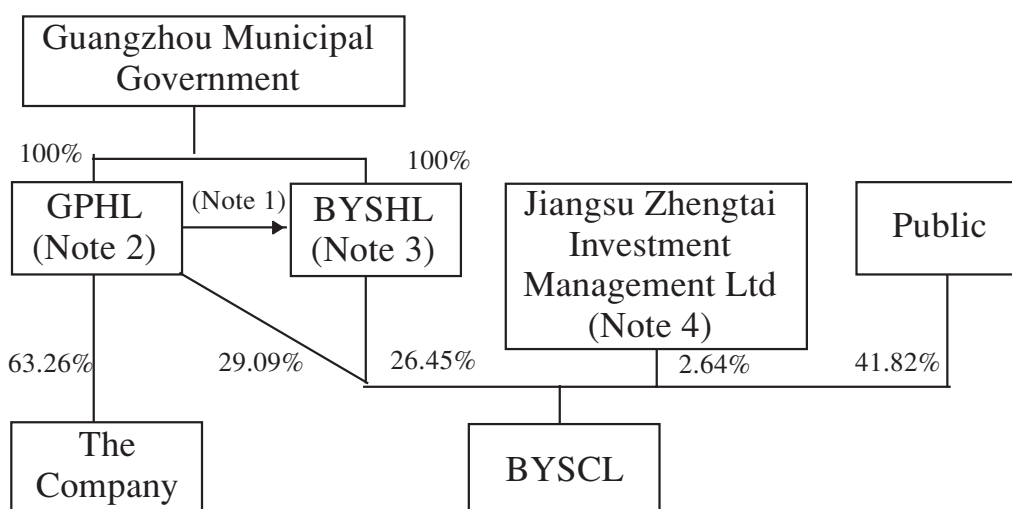 Guangzhou Municipal
Government
100%
100%
GPHL
(Note 2)
(Note 1)
BYSHL
(Note 3)
Jiangsu Zhengtai
Investment
Management Ltd
(Note 4)
Public
63.26%
29.09%
26.45%
2.64%
41.82%
The
Company
BYSCL